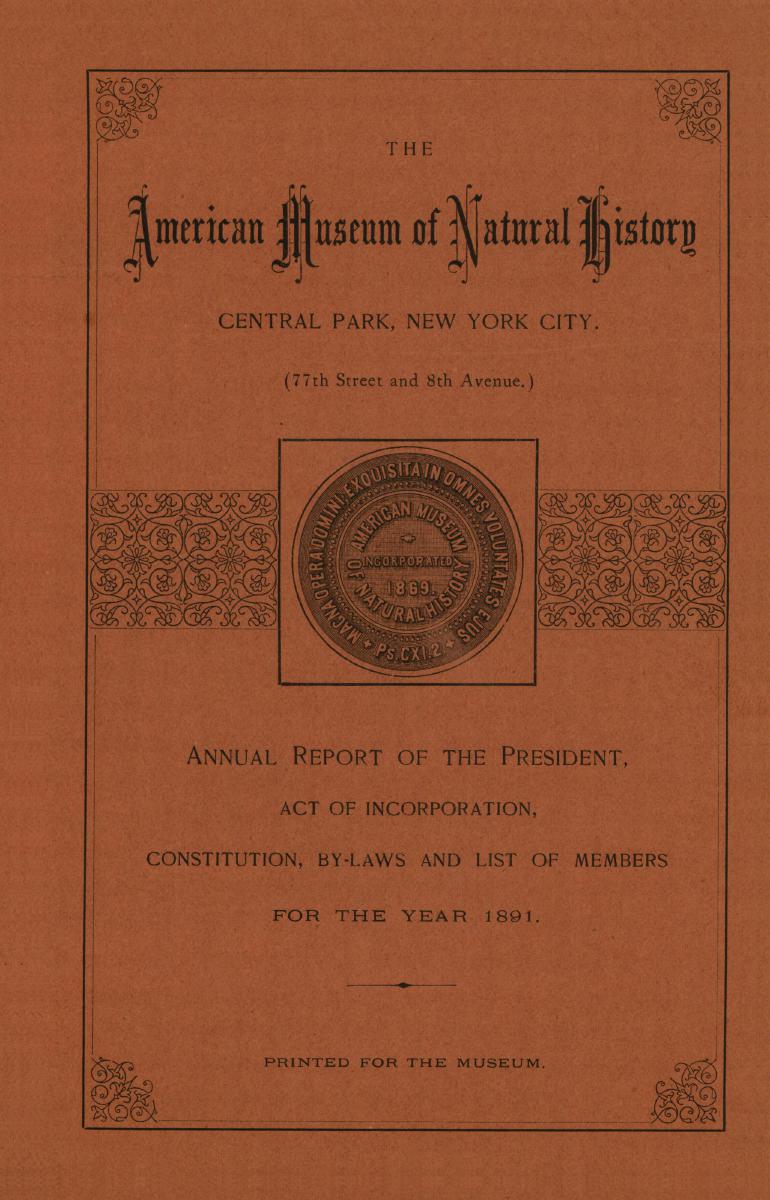 THE
American Museum of Natural History
CENTRAL PARK, NEW YORK CITY.
(77th Street and 8th Avenue.)
MAGNA OPERA DOMINI: EXQUISITA IN OMNES VOLUNTATES EJUS
Ps. CXI.2
AMERICAN MUSEUM
INCORPORATED
1869.
OF NATURAL HISTORY
ANNUAL REPORT OF THE PRESIDENT,
ACT OF INCORPORATION,
CONSTITUTION, BY-LAWS AND LIST OF MEMBERS
FOR THE YEAR 1891.
PRINTED FOR THE MUSEUM.